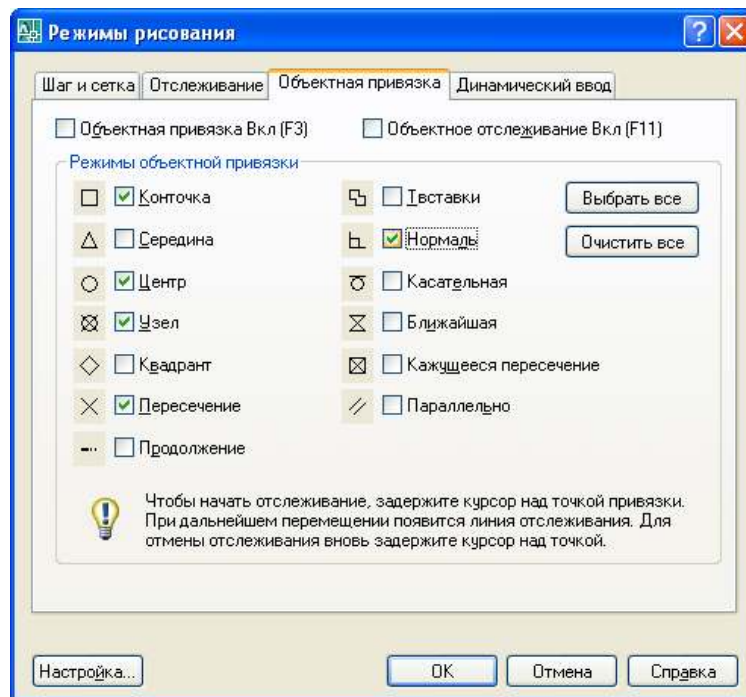 Режимы рисования
Шаг и сетка Отслеживание Объектная привязка Динамический ввод
Объектная привязка Вкл (F3) Объектное отслеживание Вкл (F11)
Режимы объектной привязки
Конточка Твставки Выбрать все
Середина Нормаль Очистить все
Центр Касательная
Узел Ближайшая
Квадрант Кажущееся пересечение
Пересечение Параллельно
Продолжение
Чтобы начать отслеживание, задержите курсор над точкой привязки.
При дальнейшем перемещении появится линия отслеживания. Для
отмены отслеживания вновь задержите курсор над точкой.
Настройка... OK Отмена Справка